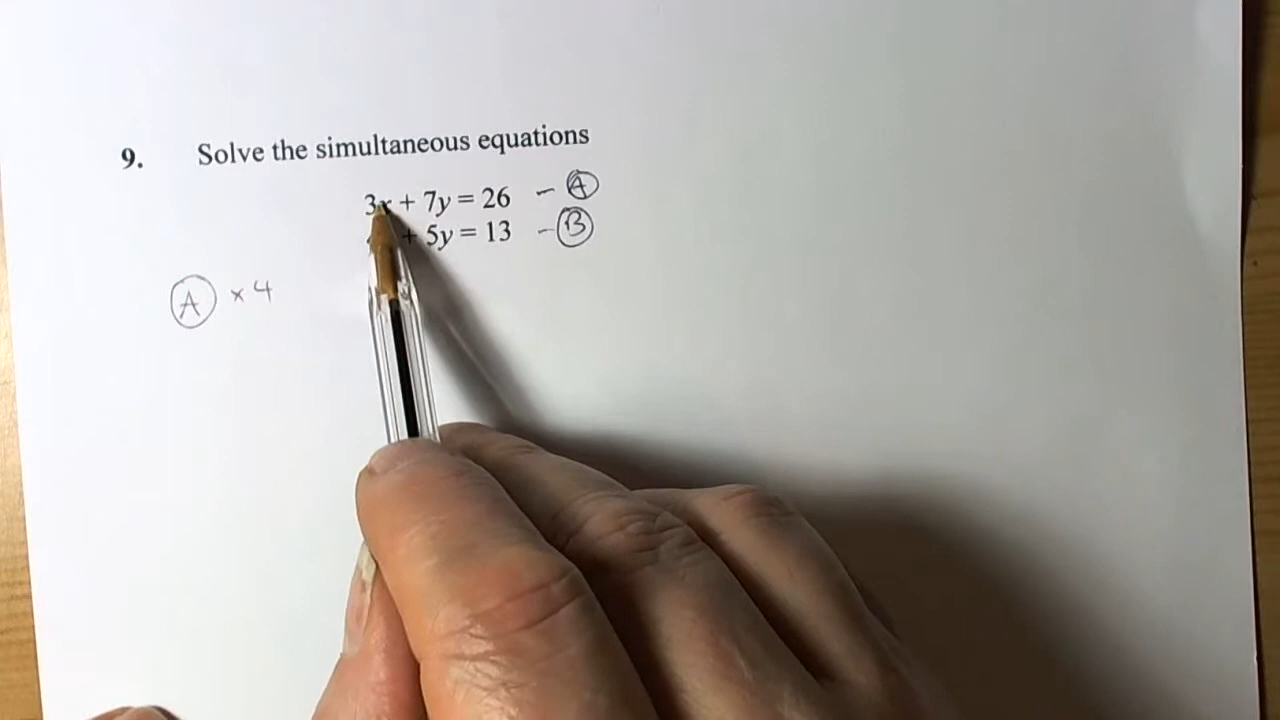 9. Solve the simultaneous equations
3x + 7y = 26 – A
+ 5y = 13 – B
A × 4